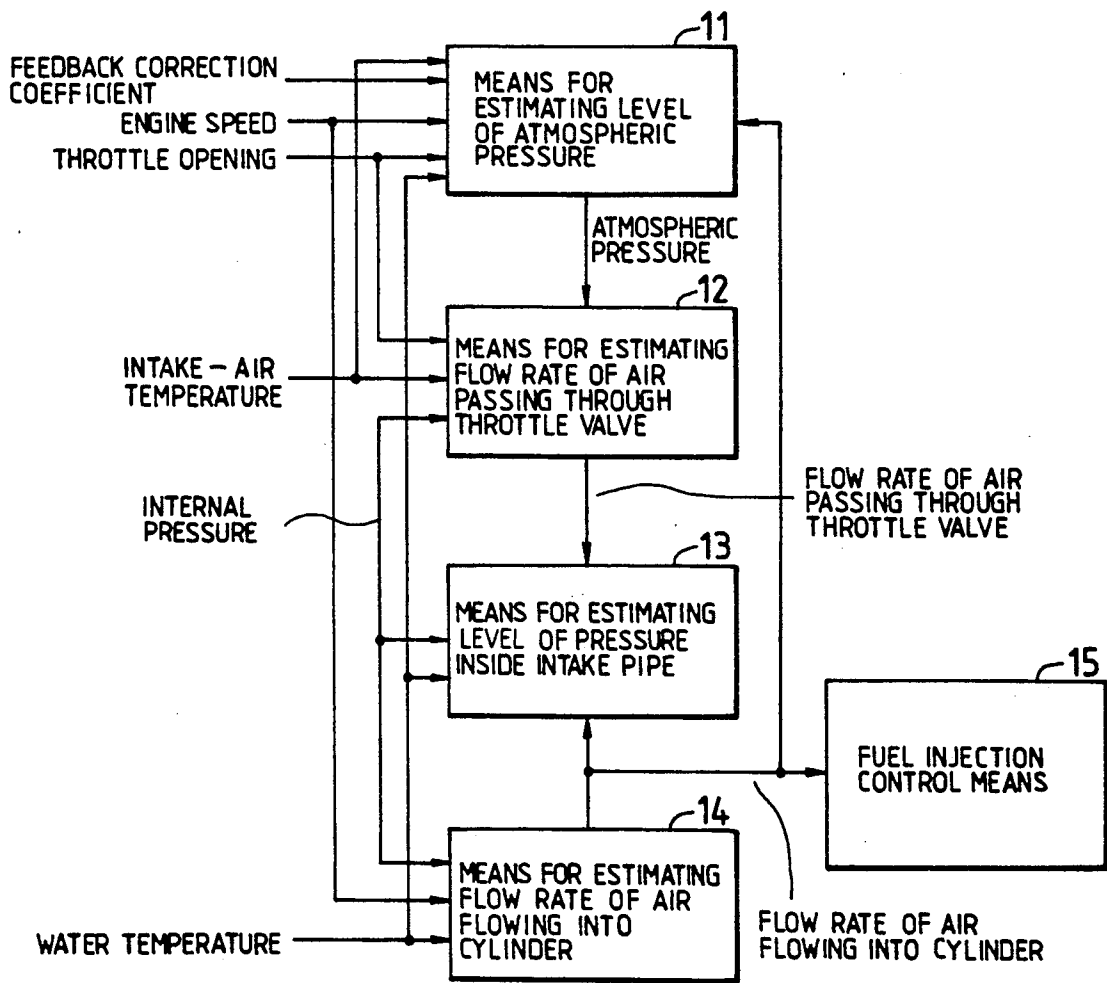 11
FEEDBACK CORRECTION
COEFFICIENT
ENGINE SPEED
THROTTLE OPENING
MEANS FOR
ESTIMATING LEVEL
OF ATMOSPHERIC
PRESSURE
ATMOSPHERIC
PRESSURE
12
INTAKE-AIR
TEMPERATURE
MEANS FOR ESTIMATING
FLOW RATE OF AIR
PASSING THROUGH
THROTTLE VALVE
INTERNAL
PRESSURE
FLOW RATE OF AIR
PASSING THROUGH
THROTTLE VALVE
13
MEANS FOR ESTIMATING
LEVEL OF PRESSURE
INSIDE INTAKE PIPE
15
FUEL INJECTION
CONTROL MEANS
14
MEANS FOR ESTIMATING
FLOW RATE OF AIR
FLOWING INTO
CYLINDER
WATER TEMPERATURE
FLOW RATE OF AIR
FLOWING INTO CYLINDER